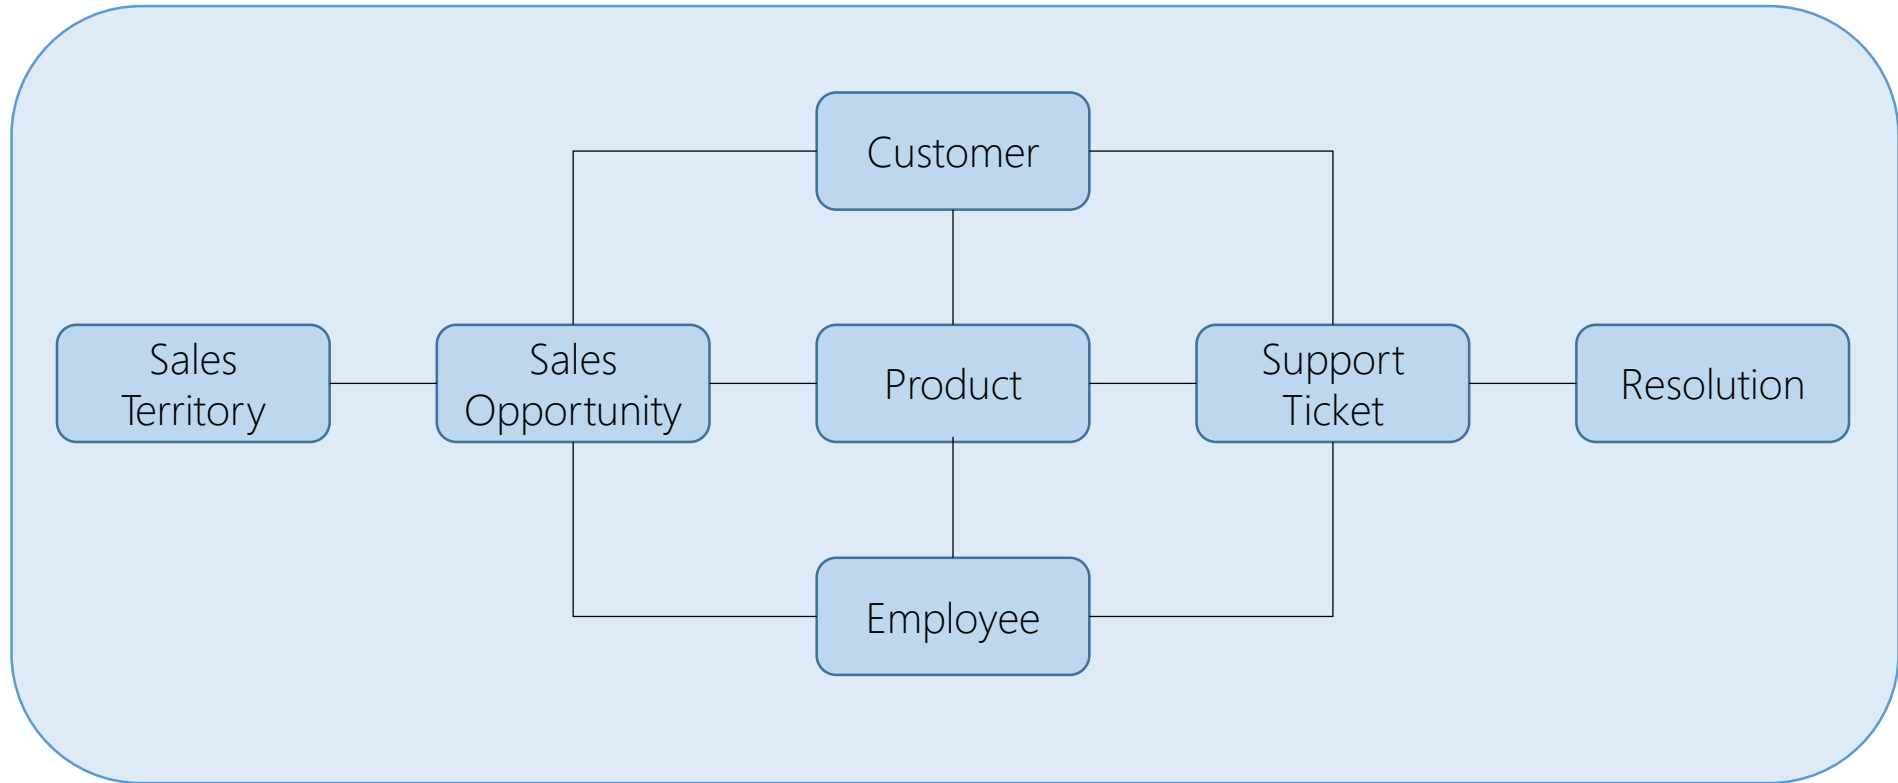 Customer
Sales
Territory
Sales
Opportunity
Product
Support
Ticket
Resolution
Employee